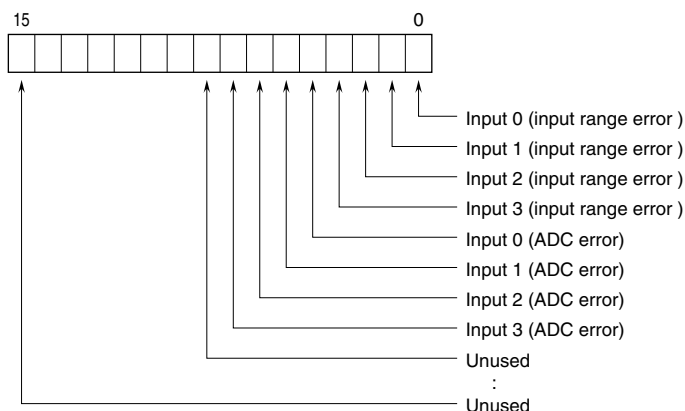 15 0
Input 0 (input range error )
Input 1 (input range error )
Input 2 (input range error )
Input 3 (input range error )
Input 0 (ADC error)
Input 1 (ADC error)
Input 2 (ADC error)
Input 3 (ADC error)
Unused
:
Unused